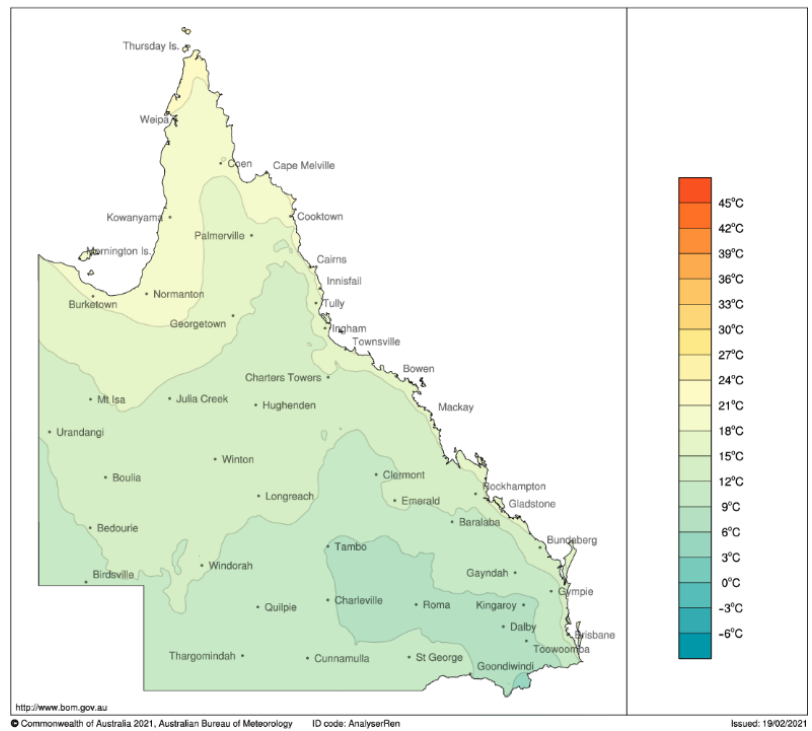 Thursday Is.
Weipa
Coen
Cape Melville
Kowanyama
Cooktown
Palmerville
Mornington Is.
Cairns
Innisfail
Burketown
Normanton
Tully
Georgetown
Ingham
Townsville
Charters Towers
Bowen
Mt Isa
Julia Creek
Hughenden
Mackay
Urandangi
Winton
Boulia
Clermont
Longreach
Emerald
Rockhampton
Gladstone
Bedourie
Baralaba
Tambo
Bundaberg
Birdsville
Windorah
Gayndah
Quilpie
Charleville
Roma
Kingaroy
Gympie
Dalby
Brisbane
Toowoomba
Thargomindah
Cunnamulla
St George
Goondiwindi
45°C
42°C
39°C
36°C
33°C
30°C
27°C
24°C
21°C
18°C
15°C
12°C
9°C
6°C
3°C
0°C
-3°C
-6°C
http://www.bom.gov.au
© Commonwealth of Australia 2021, Australian Bureau of Meteorology ID code: AnalyserRen Issued: 19/02/2021